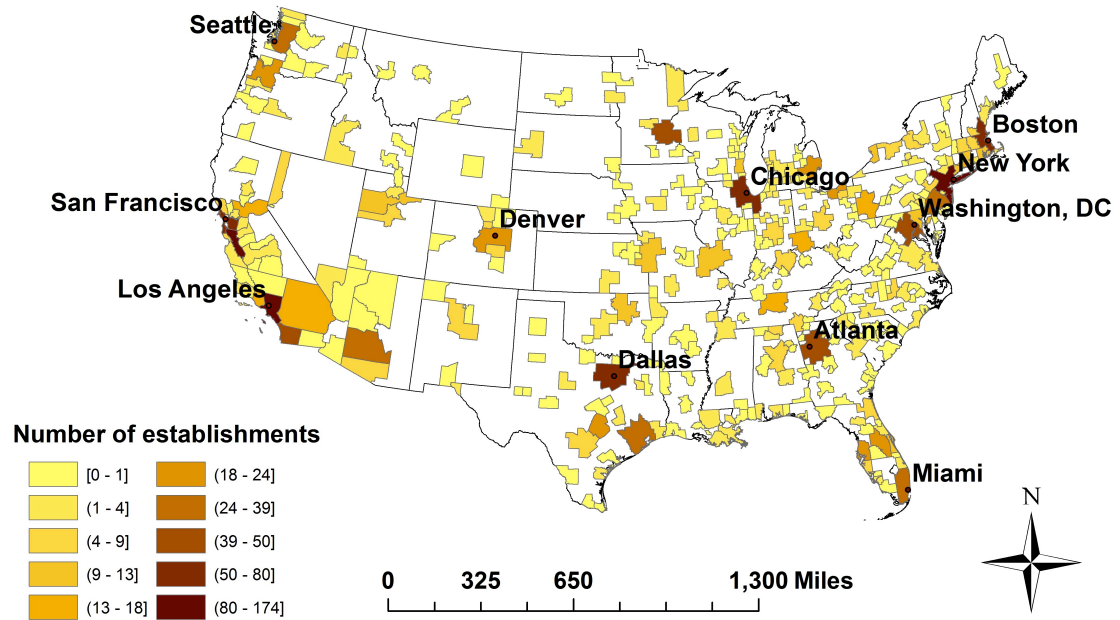 Seattle
Boston
New York
Chicago
San Francisco
Washington, DC
Denver
Los Angeles
Atlanta
Dallas
Number of establishments
Miami
[0 - 1] (18 - 24]
(1 - 4] (24 - 39]
(4 - 9] (39 - 50]
(9 - 13] (50 - 80]
(13 - 18] (80 - 174]
N
0 325 650 1,300 Miles